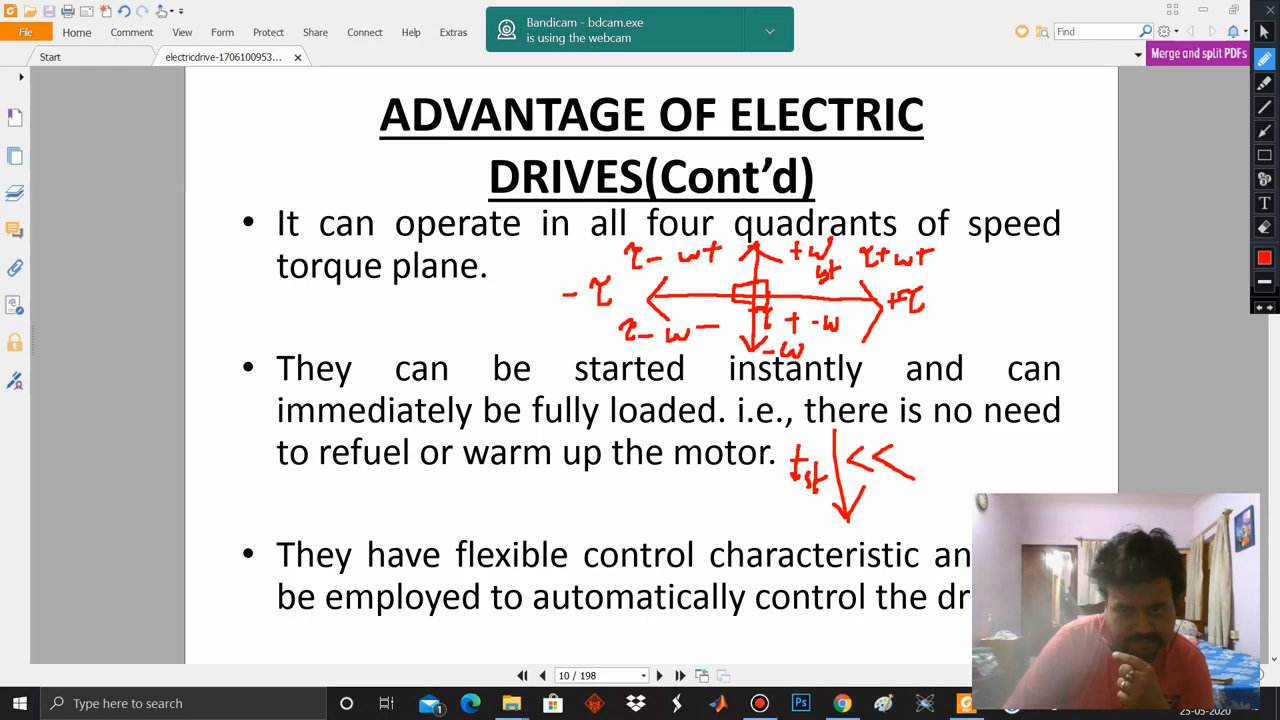 Bandicam - bdcam.exe
is using the webcam
File Home Comment View Form Protect Share Connect Help Extras
Find
Start
electricdrive-1706100953...
Merge and split PDFs
ADVANTAGE OF ELECTRIC
DRIVES(Cont’d)
• It can operate in all four quadrants of speed
torque plane.
τ- w+
+w
st
τ+w+
-τ
+τ
τ- w-
τ + -w
-w
• They can be started instantly and can
immediately be fully loaded. i.e., there is no need
to refuel or warm up the motor.
tst
<<
• They have flexible control characteristic an
be employed to automatically control the dr
10 / 198
Type here to search
25-05-2020